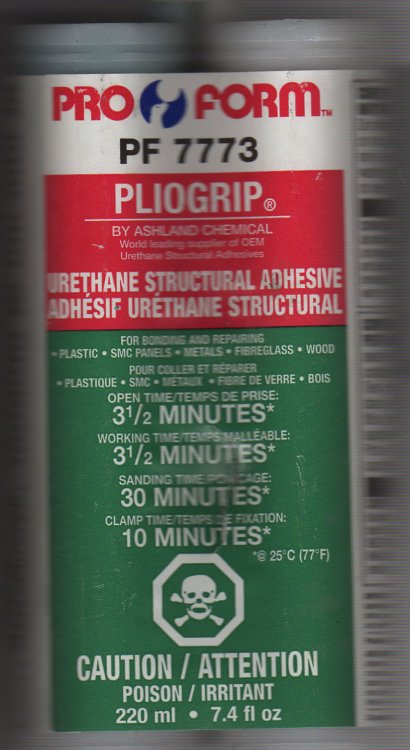 PRO FORM™
PF 7773
PLIOGRIP®
BY ASHLAND CHEMICAL
World leading supplier of OEM
Urethane Structural Adhesives
URETHANE STRUCTURAL ADHESIVE
ADHÉSIF URÉTHANE STRUCTURAL
FOR BONDING AND REPAIRING
• PLASTIC • SMC PANELS • METALS • FIBREGLASS • WOOD
POUR COLLER ET RÉPARER
• PLASTIQUE • SMC • MÉTAUX • FIBRE DE VERRE • BOIS
OPEN TIME/TEMPS DE PRISE:
3 1/2 MINUTES*
WORKING TIME/TEMPS MALLÉABLE:
3 1/2 MINUTES*
SANDING TIME/PONÇAGE:
30 MINUTES*
CLAMP TIME/TEMPS DE FIXATION:
10 MINUTES*
*@ 25°C (77°F)
CAUTION / ATTENTION
POISON / IRRITANT
220 ml • 7.4 fl oz